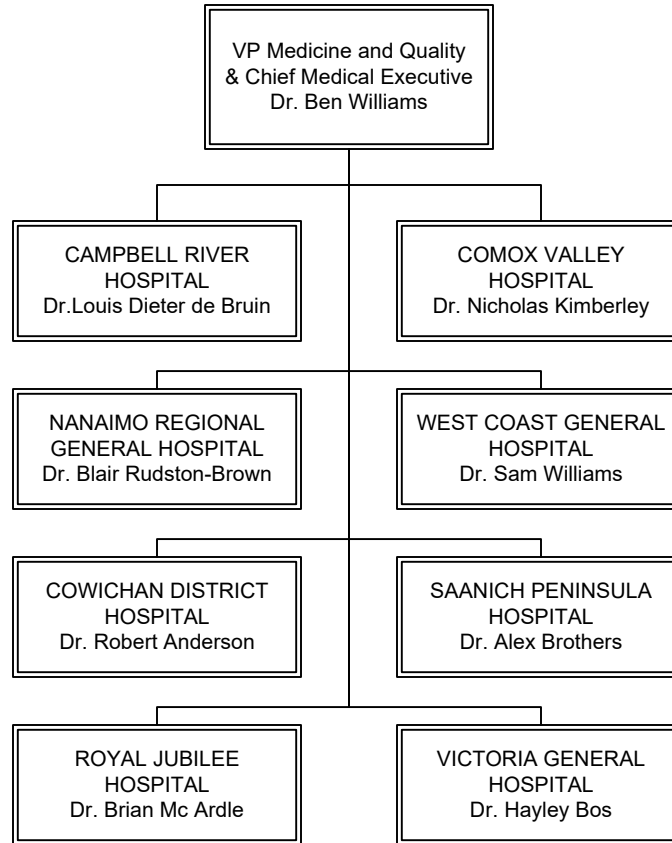 VP Medicine and Quality
& Chief Medical Executive
Dr. Ben Williams
CAMPBELL RIVER
HOSPITAL
Dr.Louis Dieter de Bruin
COMOX VALLEY
HOSPITAL
Dr. Nicholas Kimberley
NANAIMO REGIONAL
GENERAL HOSPITAL
Dr. Blair Rudston-Brown
WEST COAST GENERAL
HOSPITAL
Dr. Sam Williams
COWICHAN DISTRICT
HOSPITAL
Dr. Robert Anderson
SAANICH PENINSULA
HOSPITAL
Dr. Alex Brothers
ROYAL JUBILEE
HOSPITAL
Dr. Brian Mc Ardle
VICTORIA GENERAL
HOSPITAL
Dr. Hayley Bos